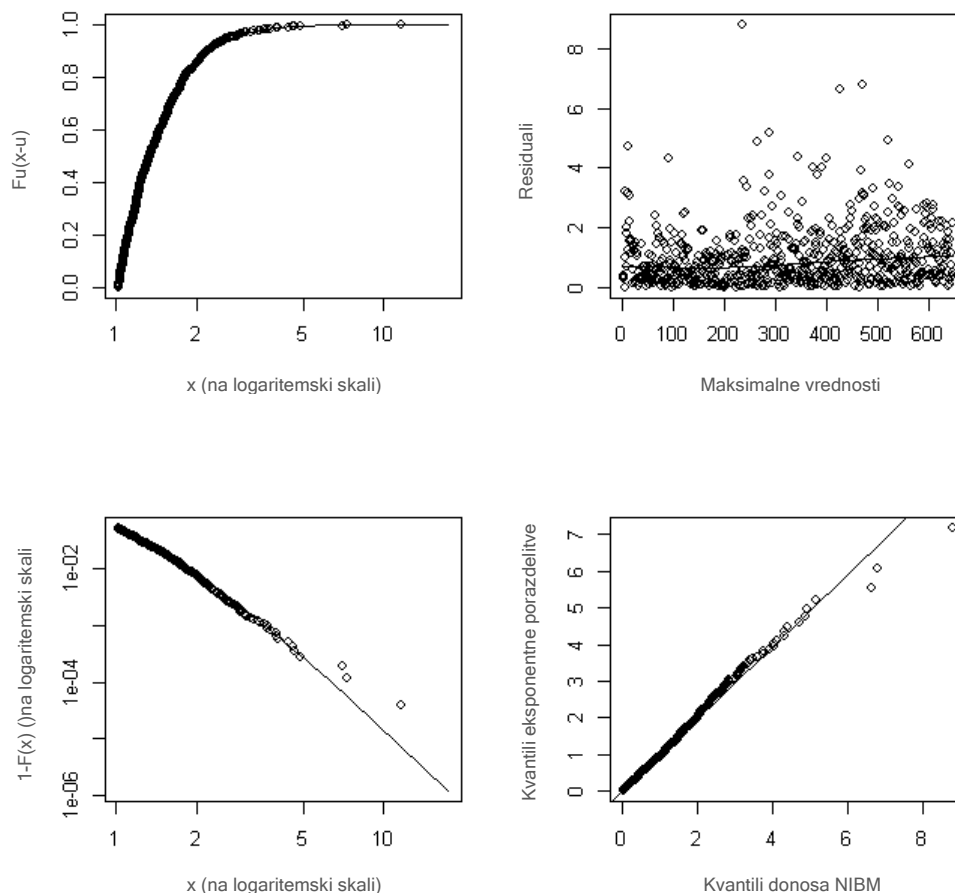 Fu(x-u)
0.0 0.2 0.4 0.6 0.8 1.0
1 2 5 10
x (na logaritemski skali)
Residuali
0 2 4 6 8
0 100 200 300 400 500 600
Maksimalne vrednosti
1-F(x) ()na logaritemski skali
1e-06 1e-04 1e-02
1 2 5 10
x (na logaritemski skali)
Kvantili eksponentne porazdelitve
0 1 2 3 4 5 6 7
0 2 4 6 8
Kvantili donosa NIBM